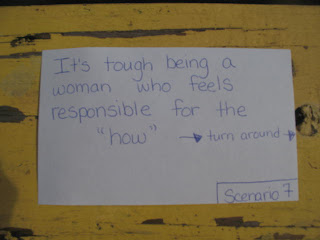 It's tough being a
woman who feels
responsible for the
"how" → turn around →
Scenario 7